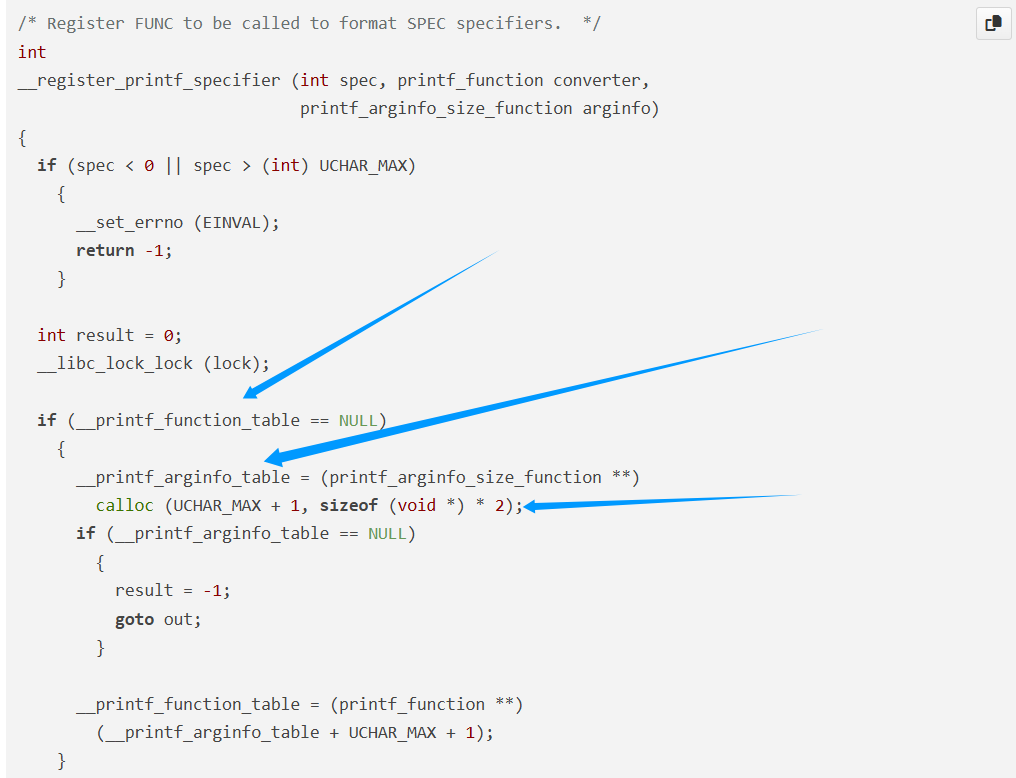 /* Register FUNC to be called to format SPEC specifiers.  */
int
__register_printf_specifier (int spec, printf_function converter,
                             printf_arginfo_size_function arginfo)
{
  if (spec < 0 || spec > (int) UCHAR_MAX)
    {
      __set_errno (EINVAL);
      return -1;
    }

  int result = 0;
  __libc_lock_lock (lock);

  if (__printf_function_table == NULL)
    {
      __printf_arginfo_table = (printf_arginfo_size_function **)
        calloc (UCHAR_MAX + 1, sizeof (void *) * 2);
      if (__printf_arginfo_table == NULL)
        {
          result = -1;
          goto out;
        }

      __printf_function_table = (printf_function **)
        (__printf_arginfo_table + UCHAR_MAX + 1);
    }